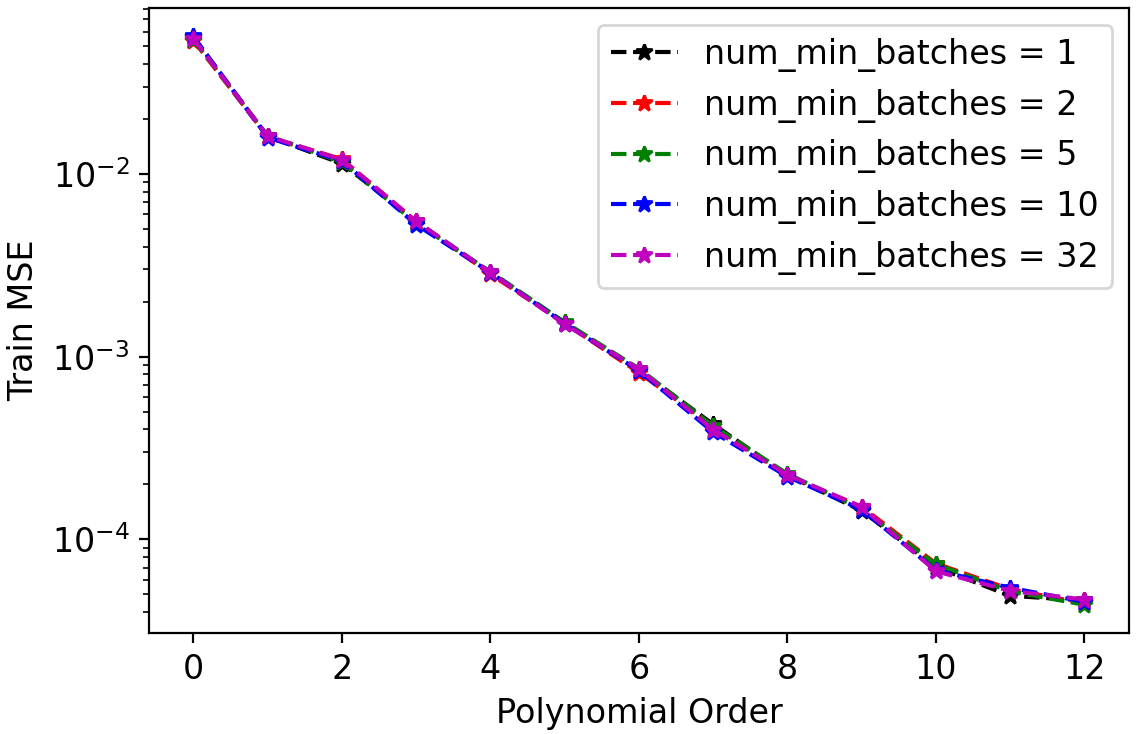 num_min_batches = 1
num_min_batches = 2
num_min_batches = 5
num_min_batches = 10
num_min_batches = 32
Train MSE
10⁻²
10⁻³
10⁻⁴
0 2 4 6 8 10 12
Polynomial Order